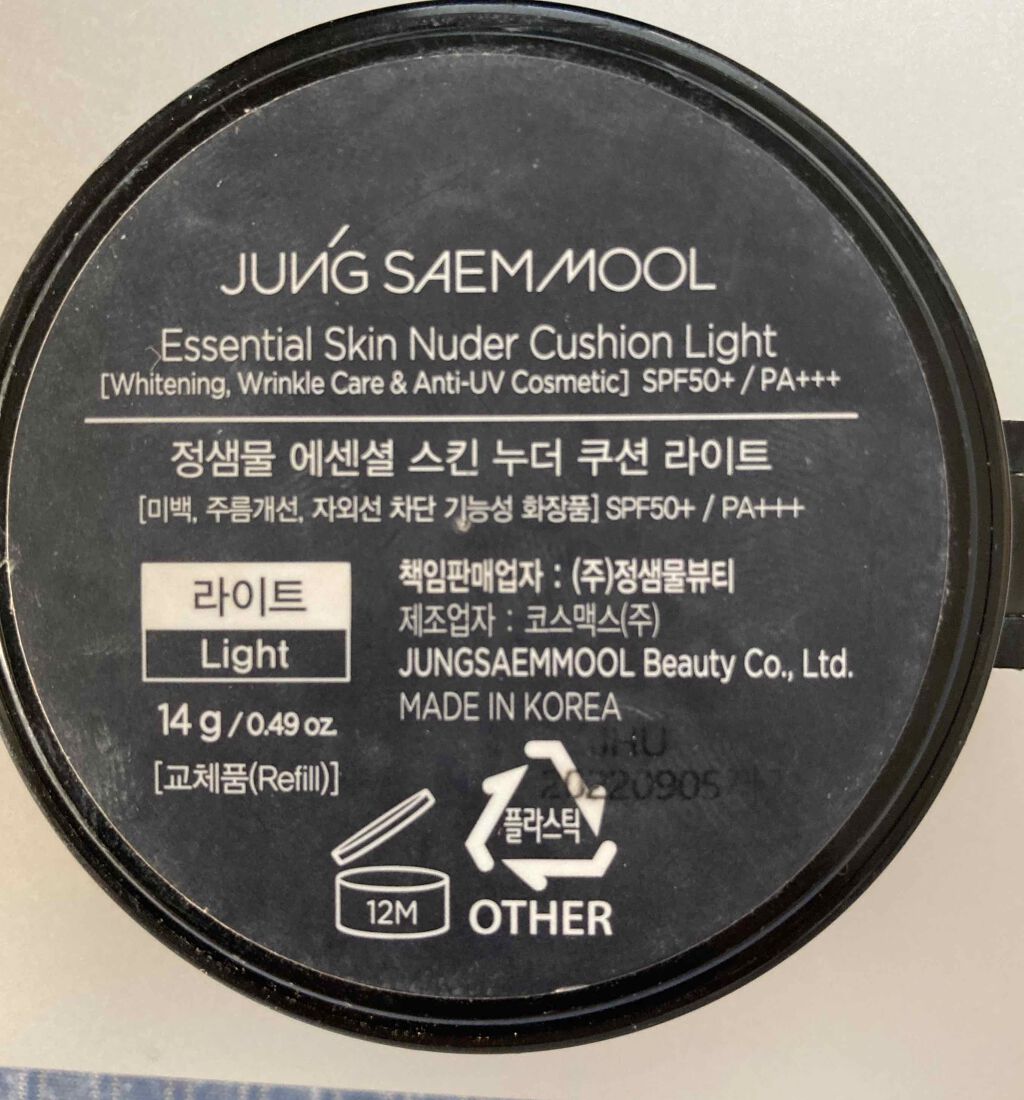 JUNG SAEM MOOL
Essential Skin Nuder Cushion Light
[Whitening, Wrinkle Care & Anti-UV Cosmetic] SPF50+ / PA+++
정샘물 에센셜 스킨 누더 쿠션 라이트
[미백, 주름개선, 자외선 차단 기능성 화장품] SPF50+ / PA+++
라이트
Light
14 g / 0.49 oz.
[교체품(Refill)]
책임판매업자 : (주)정샘물뷰티
제조업자 : 코스맥스(주)
JUNGSAEMMOOL Beauty Co., Ltd.
MADE IN KOREA
JHU
20220905
플라스틱
12M
OTHER